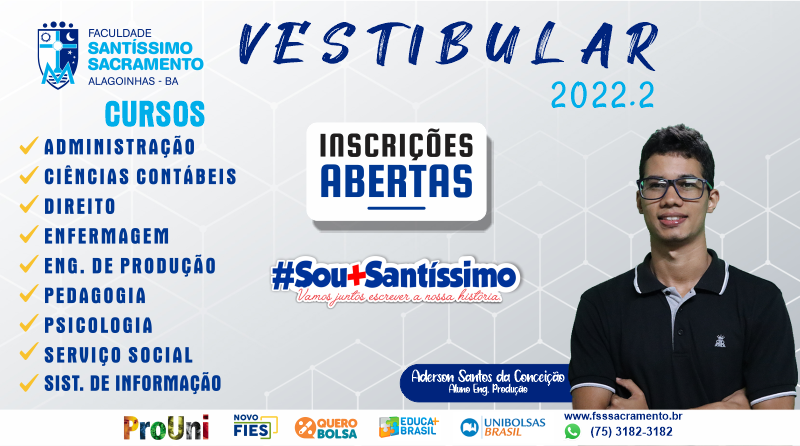 FACULDADE
SANTÍSSIMO
SACRAMENTO
ALAGOINHAS - BA
VESTIBULAR
2022.2
CURSOS
ADMINISTRAÇÃO
CIÊNCIAS CONTÁBEIS
DIREITO
ENFERMAGEM
ENG. DE PRODUÇÃO
PEDAGOGIA
PSICOLOGIA
SERVIÇO SOCIAL
SIST. DE INFORMAÇÃO
INSCRIÇÕES
ABERTAS
#Sou+Santíssimo
Vamos juntos escrever a nossa história.
Aderson Santos da Conceição
Aluno Eng. Produção
ProUni
NOVO
FIES
QUERO
BOLSA
EDUCA+
BRASIL
UNIBOLSAS
BRASIL
www.fsssacramento.br
(75) 3182-3182